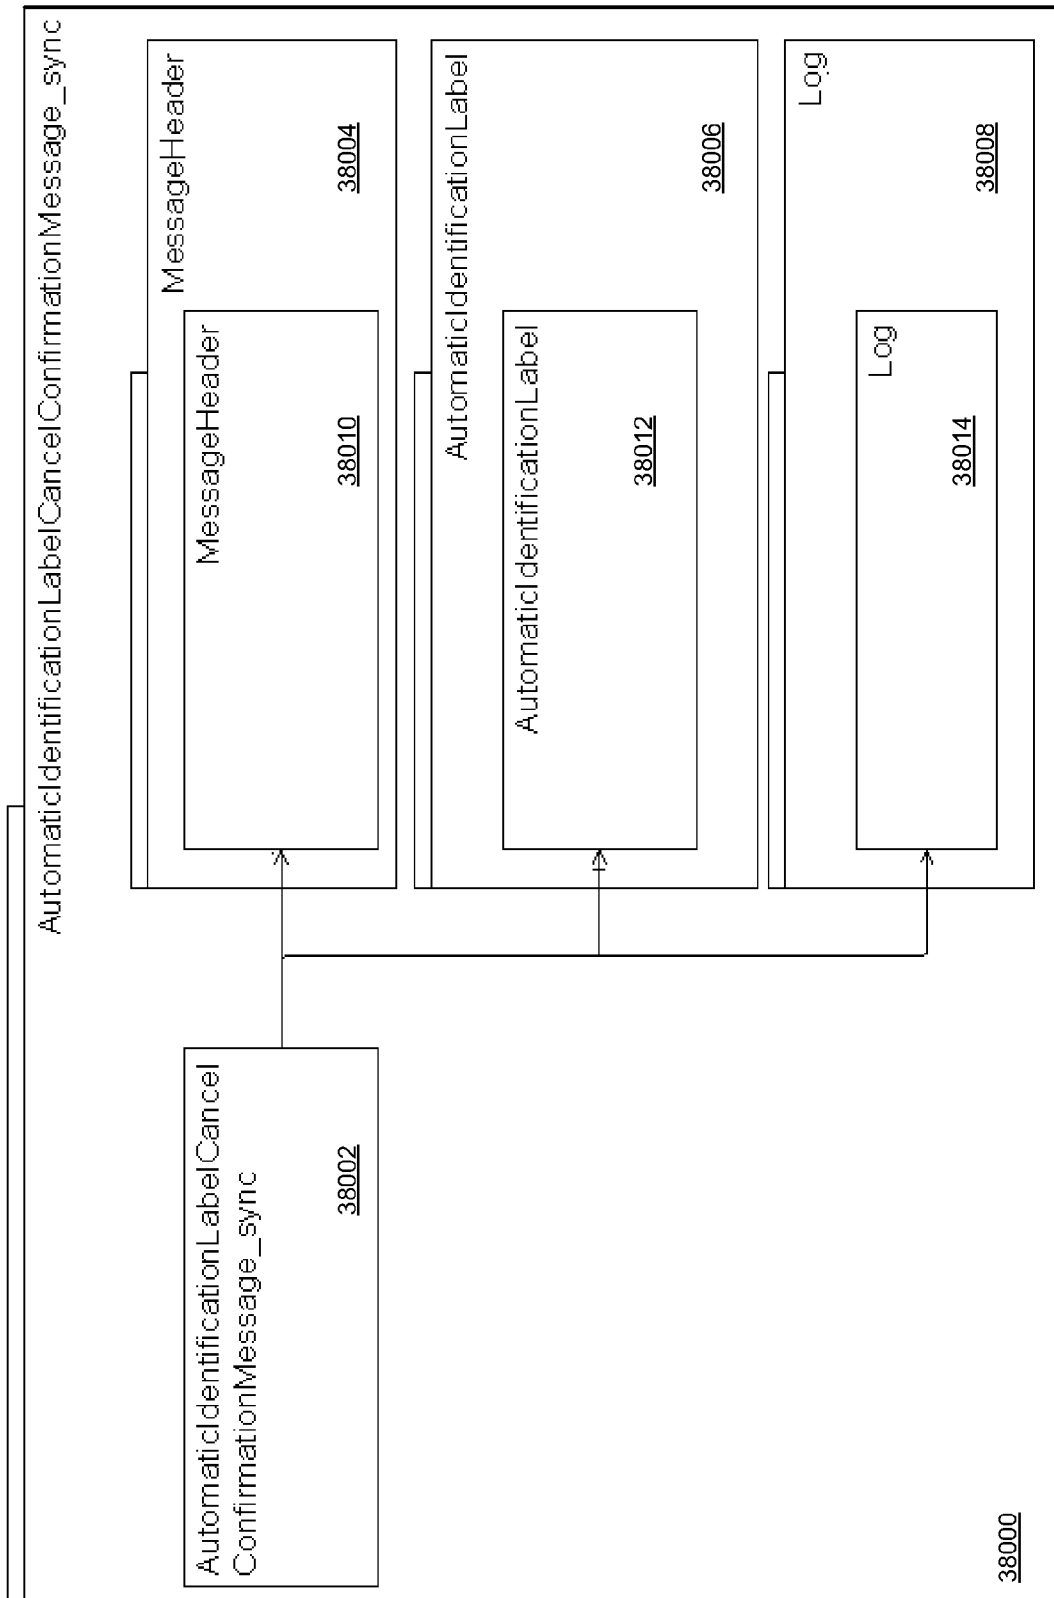 AutomaticIdentificationLabelCancelConfirmationMessage_sync
AutomaticIdentificationLabelCancel
ConfirmationMessage_sync
38002
MessageHeader
38004
MessageHeader
38010
AutomaticIdentificationLabel
38006
AutomaticIdentificationLabel
38012
Log
38008
Log
38014
38000